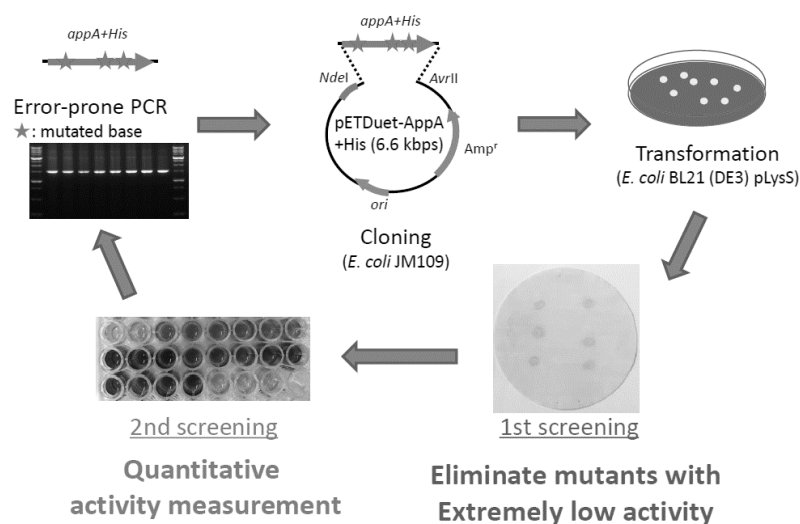 appA+His
Error-prone PCR
★: mutated base
appA+His
NdeI
AvrII
pETDuet-AppA
+His (6.6 kbps)
Ampr
ori
Cloning
(E. coli JM109)
Transformation
(E. coli BL21 (DE3) pLysS)
1st screening
Eliminate mutants with
Extremely low activity
2nd screening
Quantitative
activity measurement